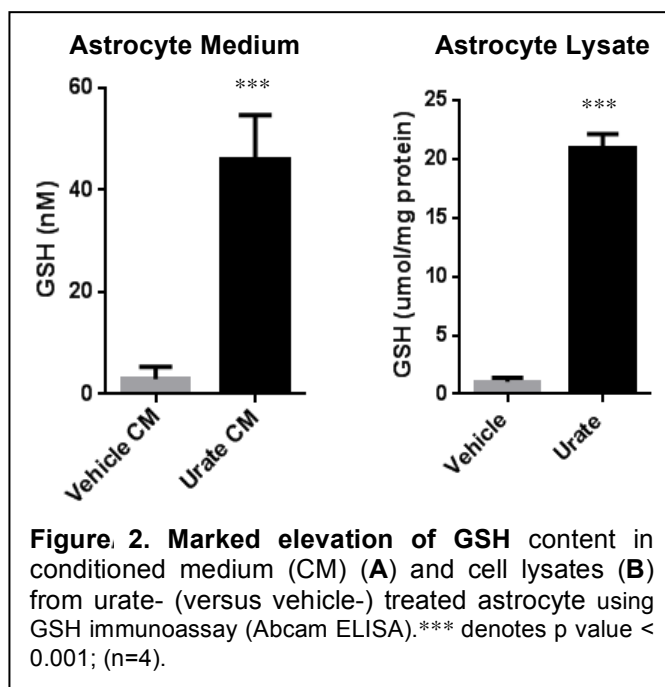 Astrocyte Medium
***
60
40
20
0
GSH (nM)
Vehicle CM
Urate CM
Astrocyte Lysate
***
25
20
15
10
5
0
GSH (umol/mg protein)
Vehicle
Urate
Figure. 2. Marked elevation of GSH content in
conditioned medium (CM) (A) and cell lysates (B)
from urate- (versus vehicle-) treated astrocyte using
GSH immunoassay (Abcam ELISA).*** denotes p value <
0.001; (n=4).